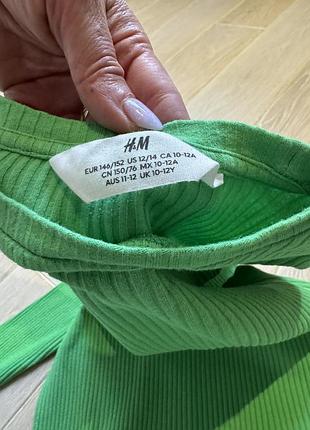 H&M
EUR 146/152 US 12/14 CA 10-12A
CN 150/76 MX 10-12A
AUS 11-12 UK 10-12Y